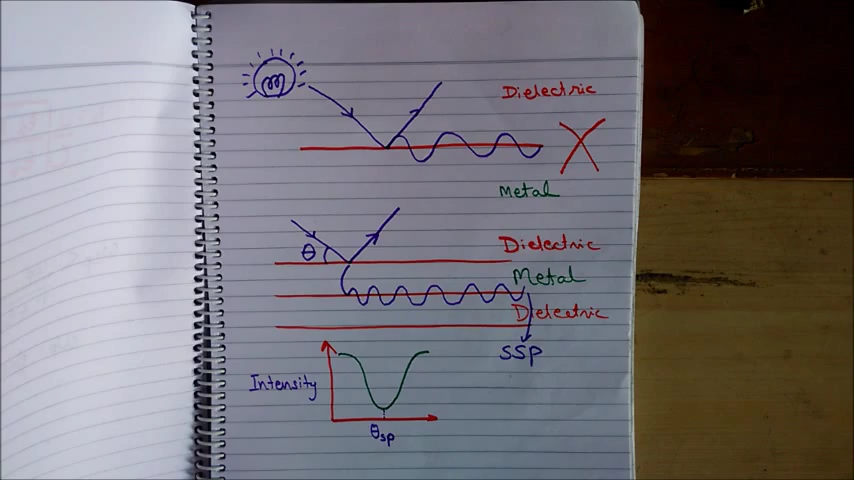 Dielectric
Metal
θ
Dielectric
Metal
Dielectric
SSP
Intensity
θsp